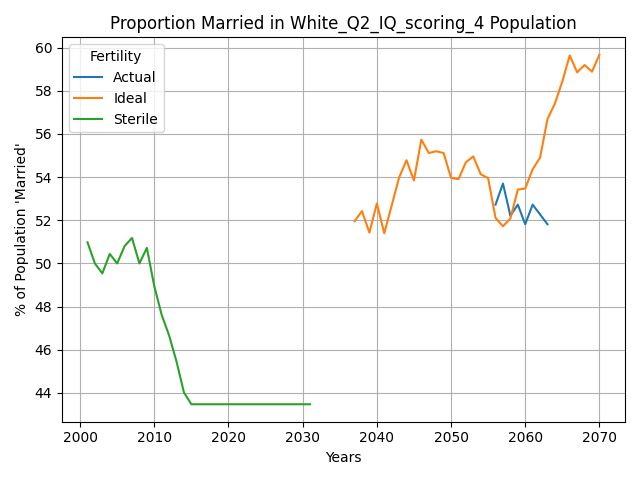 Proportion Married in White_Q2_IQ_scoring_4 Population
% of Population 'Married'
60
58
56
54
52
50
48
46
44
Fertility
Actual
Ideal
Sterile
2000 2010 2020 2030 2040 2050 2060 2070
Years